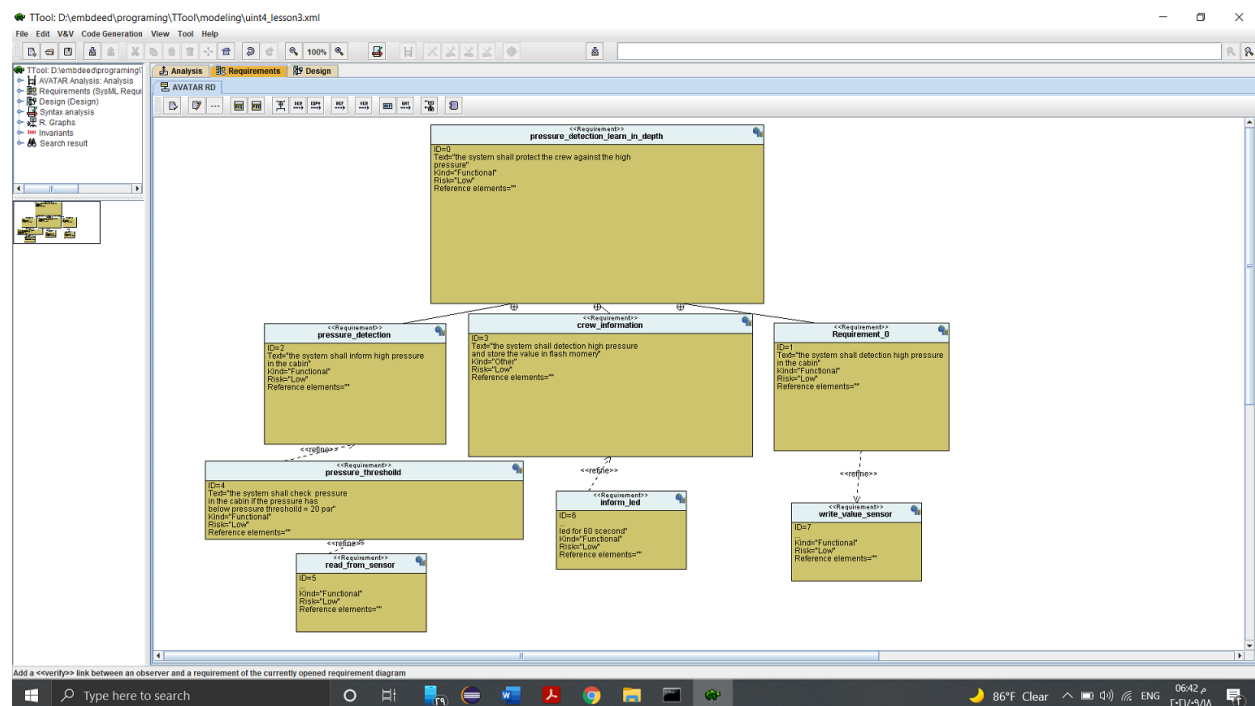 TTool: D:\embdeed\programing\TTool\modeling\uint4_lesson3.xml
File Edit V&V Code Generation View Tool Help
100%
TTool: D:\embdeed\programing\T
AVATAR Analysis: Analysis
Requirements (SysML Requi
Design (Design)
Syntax analysis
R. Graphs
Invariants
Search result
Analysis Requirements Design
AVATAR RD
<<Requirement>>
pressure_detection_learn_in_depth
ID=0
Text="the system shall protect the crew against the high
pressure"
Kind="Functional"
Risk="Low"
Reference elements=""
<<Requirement>>
pressure_detection
ID=2
Text="the system shall inform high pressure
in the cabin"
Kind="Functional"
Risk="Low"
Reference elements=""
<<Requirement>>
crew_information
ID=3
Text="the system shall detection high pressure
and store the value in flash momery"
Kind="Other"
Risk="Low"
Reference elements=""
<<Requirement>>
Requirement_0
ID=1
Text="the system shall detection high pressure
in the cabin"
Kind="Functional"
Risk="Low"
Reference elements=""
<<refine>>
<<Requirement>>
pressure_threshoild
ID=4
Text="the system shall check pressure
in the cabin if the pressure has
below pressure threshoild = 20 par"
Kind="Functional"
Risk="Low"
Reference elements=""
<<refine>>
<<Requirement>>
read_from_sensor
ID=5
...
Kind="Functional"
Risk="Low"
Reference elements=""
<<refine>>
<<Requirement>>
inform_led
ID=6
...
led for 60 scecond"
Kind="Functional"
Risk="Low"
Reference elements=""
<<refine>>
<<Requirement>>
write_value_sensor
ID=7
...
Kind="Functional"
Risk="Low"
Reference elements=""
Add a <<verify>> link between an observer and a requirement of the currently opened requirement diagram
Type here to search
86°F Clear
ENG
06:42 م
٢٠٢١/٠٩/١٨